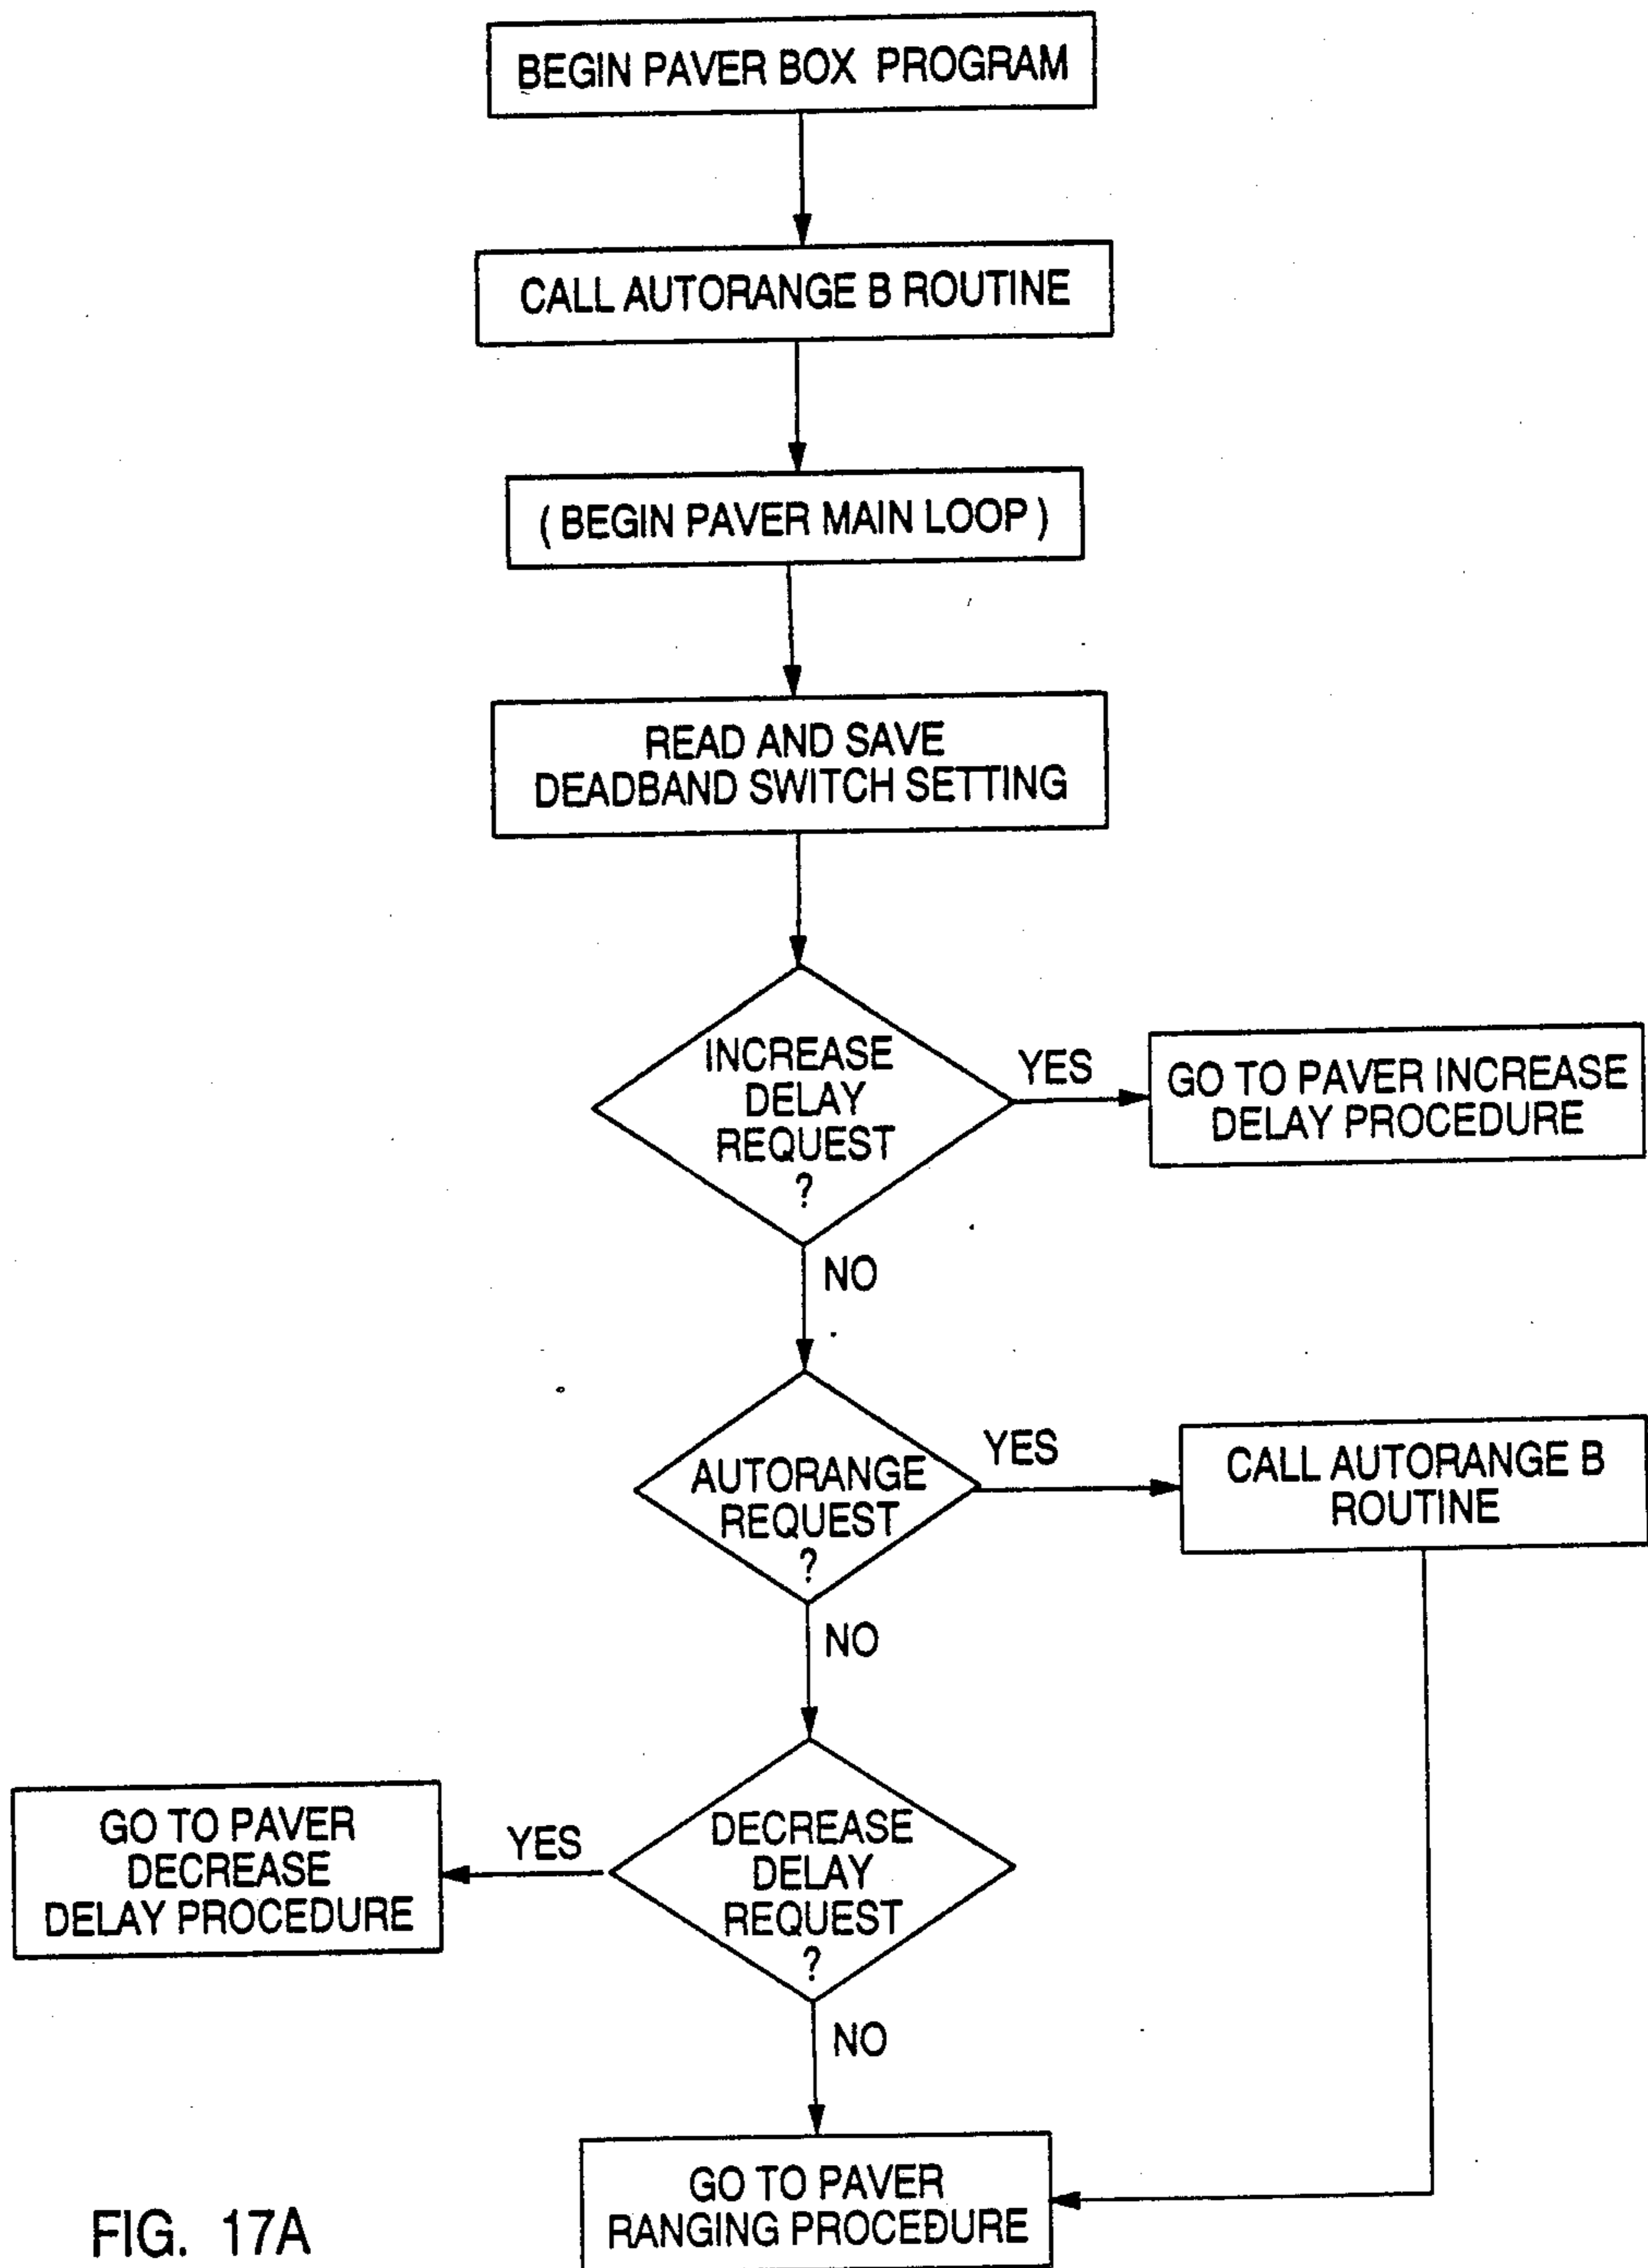 BEGIN PAVER BOX PROGRAM
CALL AUTORANGE B ROUTINE
( BEGIN PAVER MAIN LOOP )
READ AND SAVE
DEADBAND SWITCH SETTING
INCREASE
DELAY
REQUEST
?
YES
GO TO PAVER INCREASE
DELAY PROCEDURE
NO
AUTORANGE
REQUEST
?
YES
CALL AUTORANGE B
ROUTINE
NO
DECREASE
DELAY
REQUEST
?
YES
GO TO PAVER
DECREASE
DELAY PROCEDURE
NO
GO TO PAVER
RANGING PROCEDURE
FIG. 17A